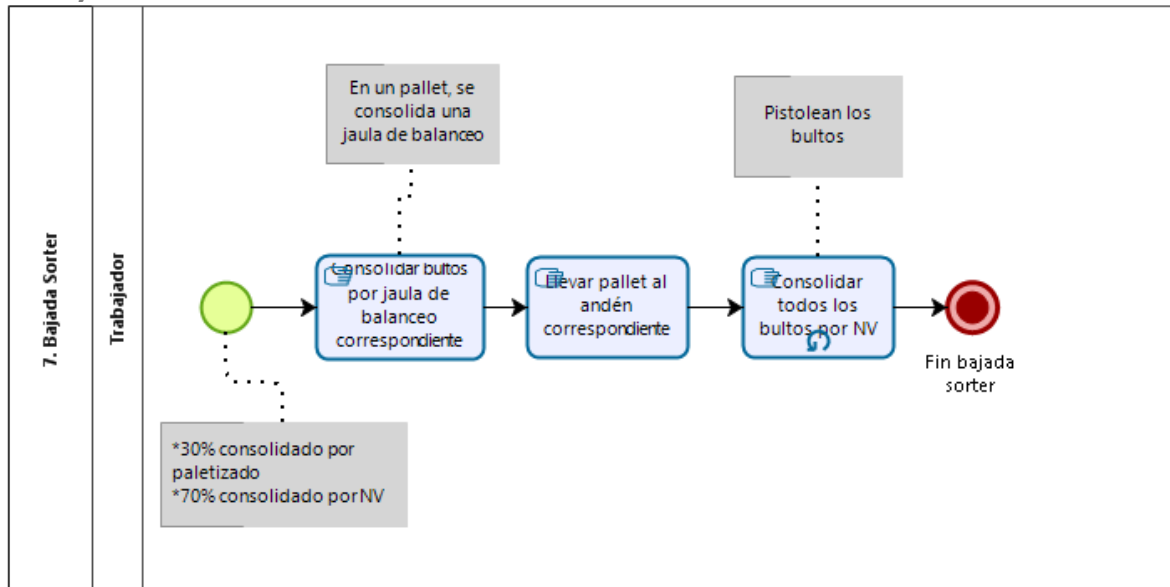 7. Bajada Sorter
Trabajador
En un pallet, se
consolida una
jaula de balanceo
Pistolean los
bultos
Consolidar bultos
por jaula de
balanceo
correspondiente
Llevar pallet al
andén
correspondiente
Consolidar
todos los
bultos por NV
Fin bajada
sorter
*30% consolidado por
paletizado
*70% consolidado por NV